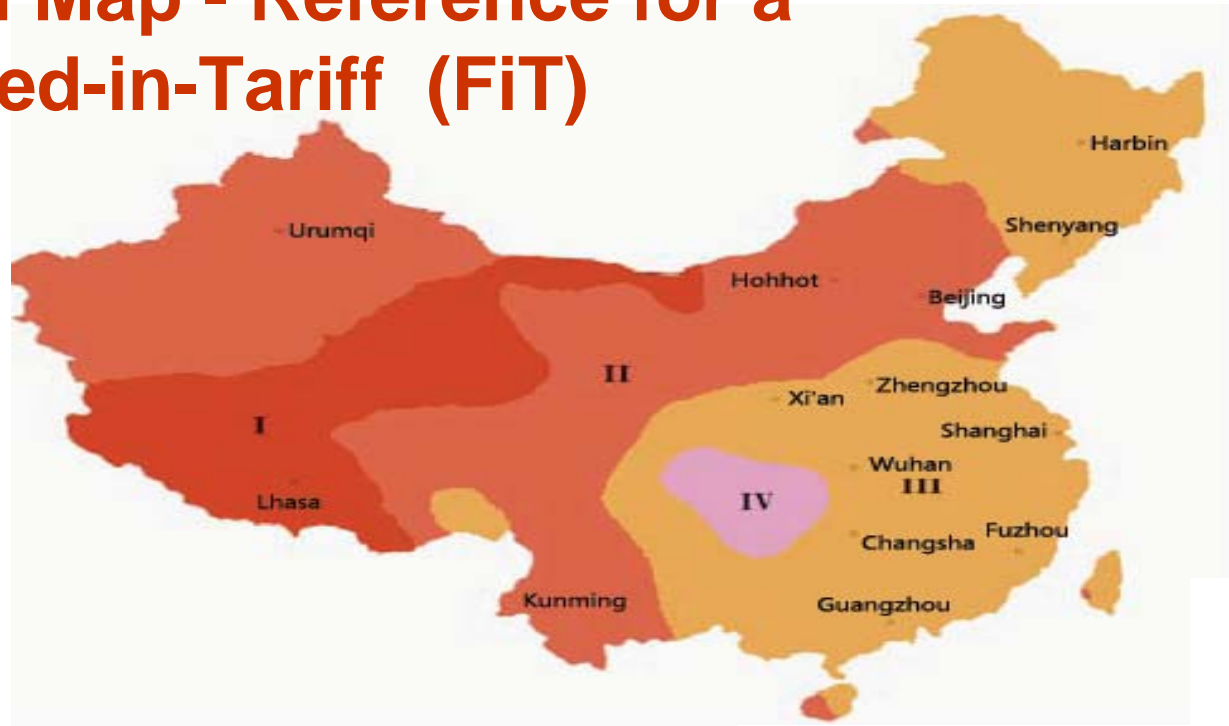 Map - Reference for a
ed-in-Tariff (FiT)
Harbin
Urumqi
Shenyang
Hohhot
Beijing
II
Zhengzhou
Xi'an
I
Shanghai
Wuhan
III
Lhasa
IV
Fuzhou
Changsha
Kunming
Guangzhou